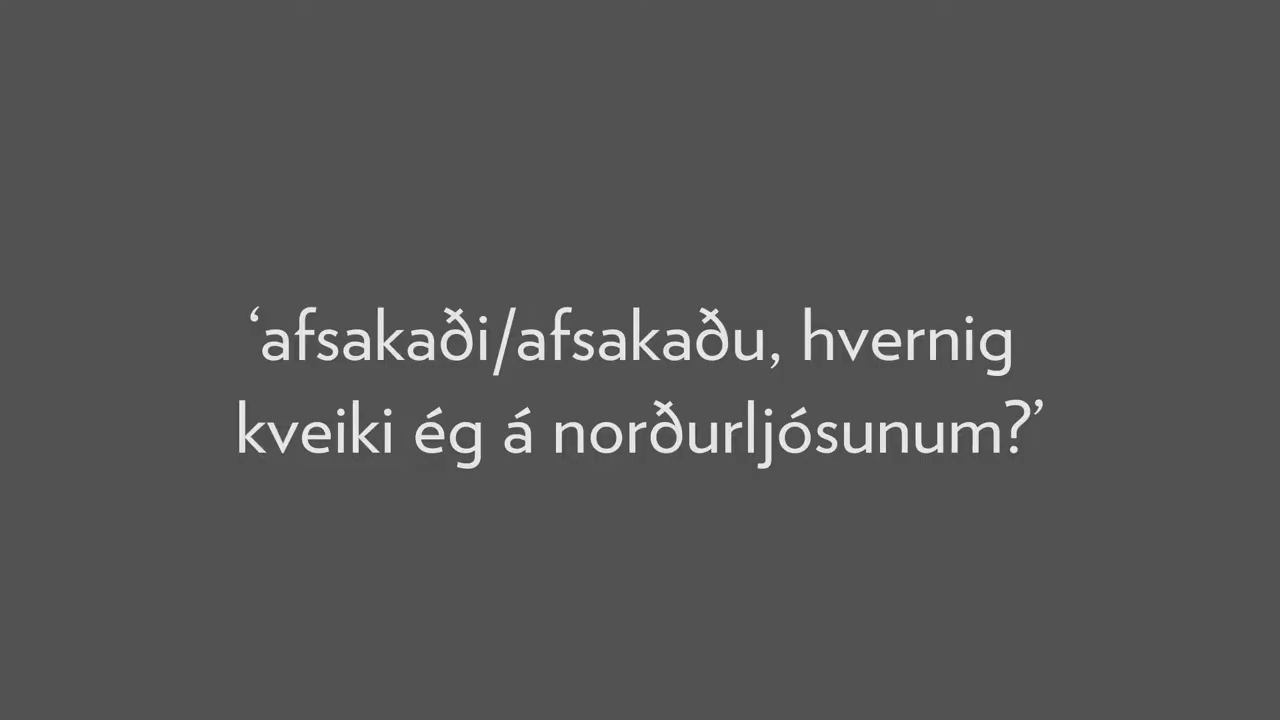 ‘afsakaði/afsakaðu, hvernig
kveiki ég á norðurljósunum?’